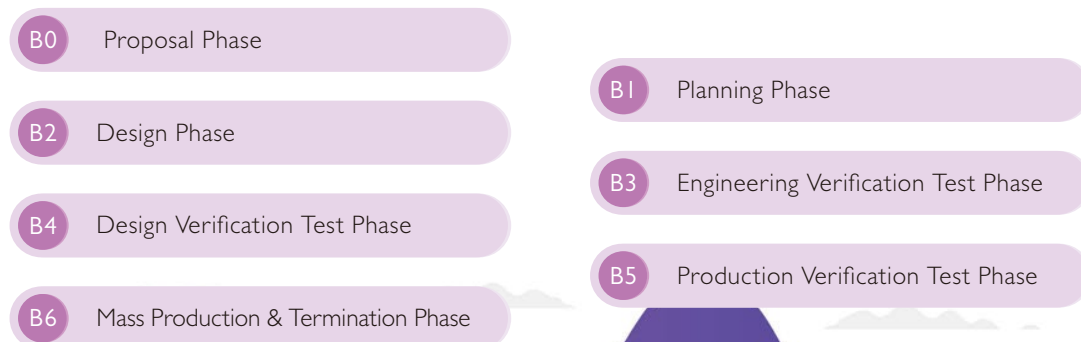 B0 Proposal Phase
B1 Planning Phase
B2 Design Phase
B3 Engineering Verification Test Phase
B4 Design Verification Test Phase
B5 Production Verification Test Phase
B6 Mass Production & Termination Phase